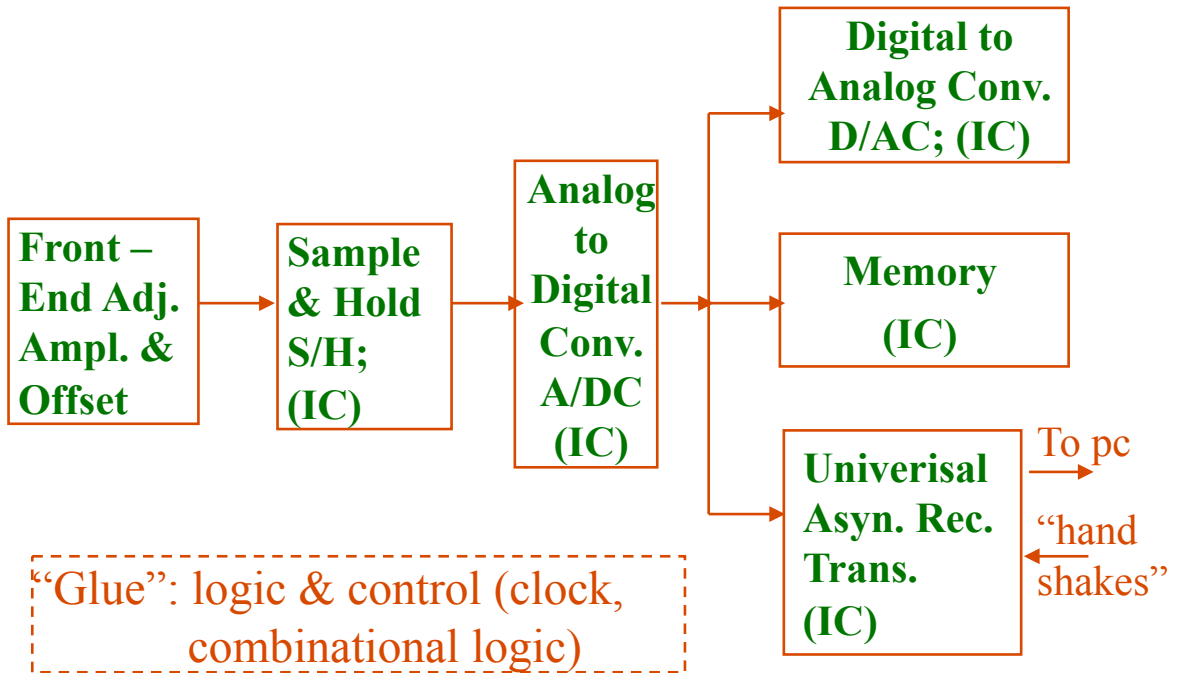 Front –
End Adj.
Ampl. &
Offset
Sample
& Hold
S/H;
(IC)
Analog
to
Digital
Conv.
A/DC
(IC)
Digital to
Analog Conv.
D/AC; (IC)
Memory
(IC)
Univerisal
Asyn. Rec.
Trans.
(IC)
To pc
“hand
shakes”
“Glue”: logic & control (clock,
combinational logic)